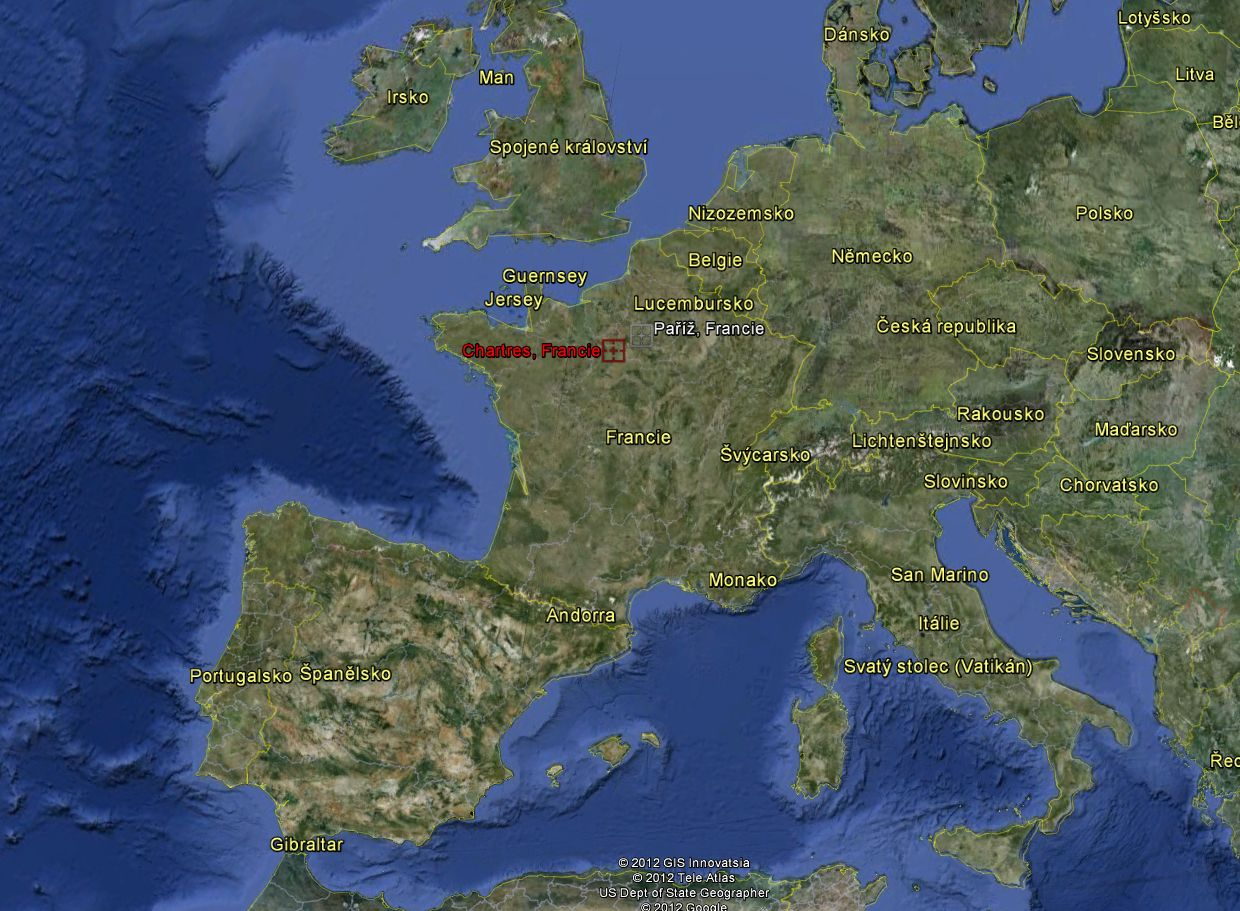 Lotyšsko
Dánsko
Litva
Man
Irsko
Běl
Spojené království
Nizozemsko
Polsko
Německo
Belgie
Guernsey
Jersey
Lucembursko
Paříž, Francie
Česká republika
Chartres, Francie
Slovensko
Rakousko
Maďarsko
Francie
Lichtenštejnsko
Švýcarsko
Slovinsko
Chorvatsko
San Marino
Monako
Andorra
Itálie
Svatý stolec (Vatikán)
Portugalsko
Španělsko
Řec
Gibraltar
© 2012 GIS Innovatsia
© 2012 Tele Atlas
US Dept of State Geographer
© 2012 Google